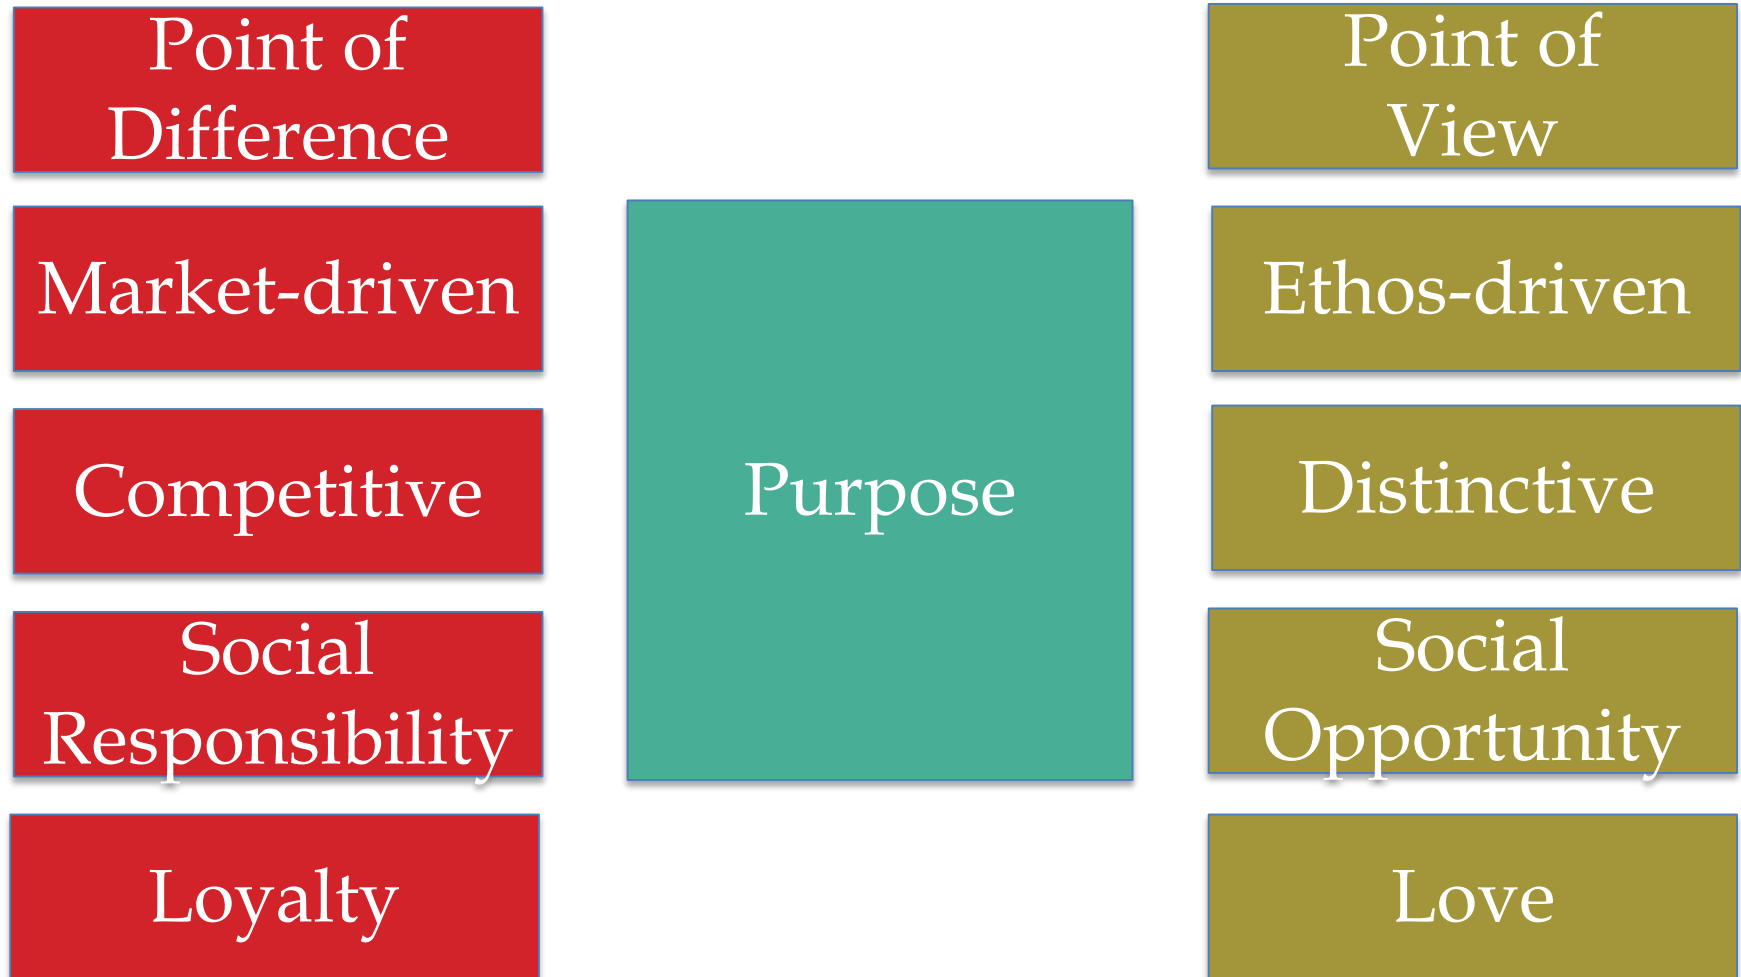 Point of
Difference
Market-driven
Competitive
Social
Responsibility
Loyalty
Purpose
Point of
View
Ethos-driven
Distinctive
Social
Opportunity
Love